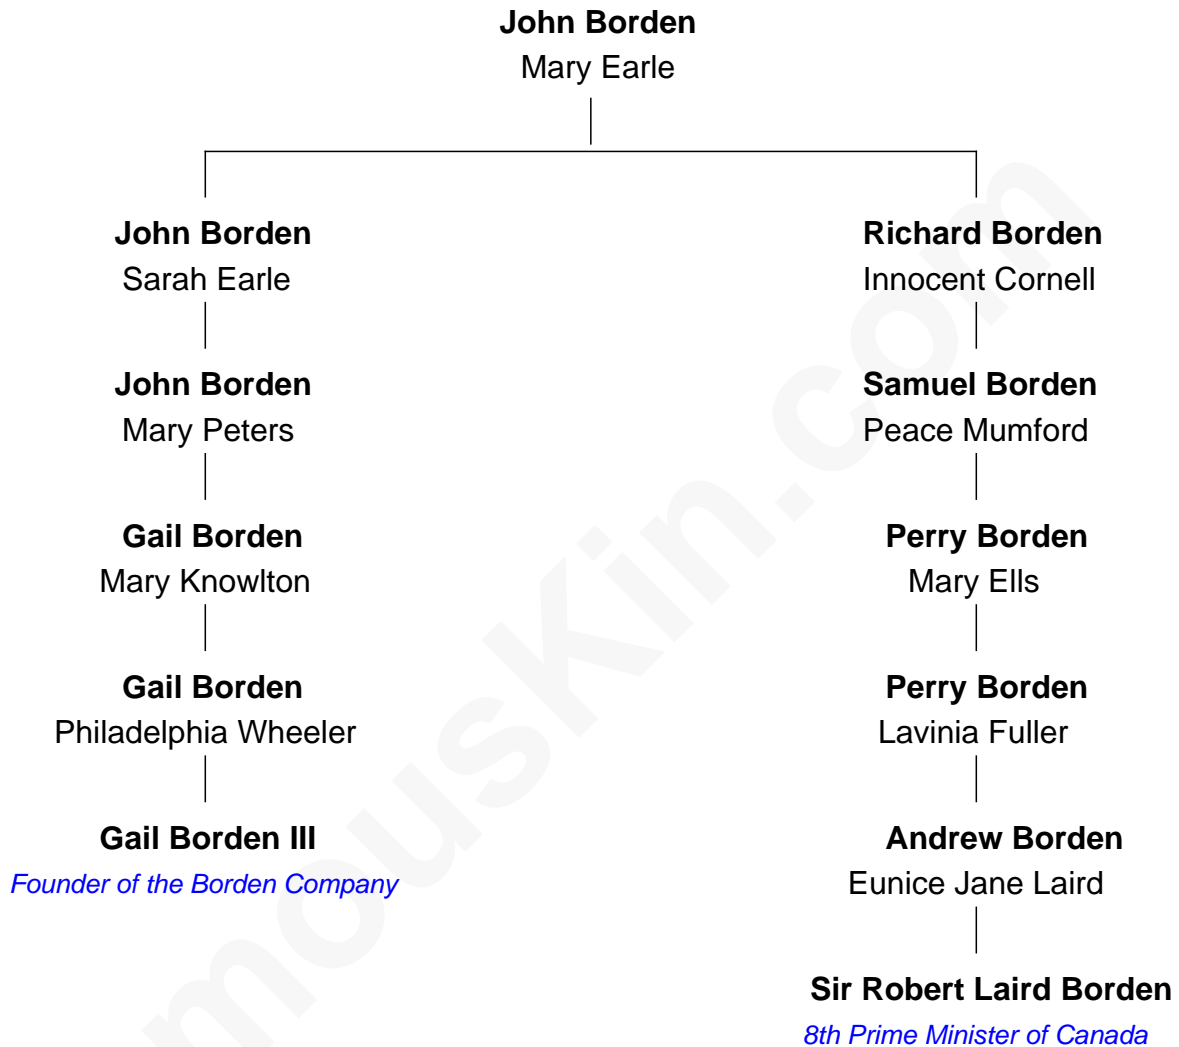 John Borden
Mary Earle
John Borden
Sarah Earle
Richard Borden
Innocent Cornell
John Borden
Mary Peters
Samuel Borden
Peace Mumford
Gail Borden
Mary Knowlton
Perry Borden
Mary Ells
Gail Borden
Philadelphia Wheeler
Perry Borden
Lavinia Fuller
Gail Borden III
Founder of the Borden Company
Andrew Borden
Eunice Jane Laird
Sir Robert Laird Borden
8th Prime Minister of Canada
mousKin.com